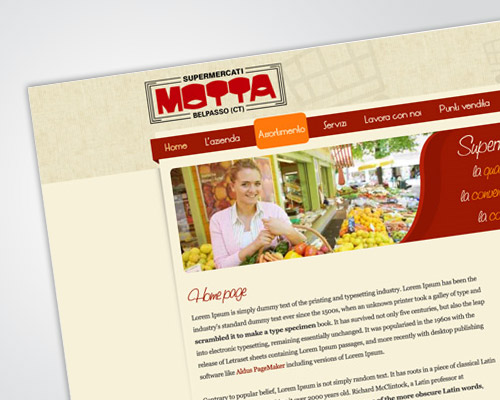 SUPERMERCATI
MOTTA
BELPASSO (CT)
Home L'azienda Assortimento Servizi Lavora con noi Punti vendita
Super
la qua
la conven
la co
Home page
Lorem Ipsum is simply dummy text of the printing and typesetting industry. Lorem Ipsum has been the
industry's standard dummy text ever since the 1500s, when an unknown printer took a galley of type and
scrambled it to make a type specimen book. It has survived not only five centuries, but also the leap
into electronic typesetting, remaining essentially unchanged. It was popularised in the 1960s with the
release of Letraset sheets containing Lorem Ipsum passages, and more recently with desktop publishing
software like Aldus PageMaker including versions of Lorem Ipsum.
Contrary to popular belief, Lorem Ipsum is not simply random text. It has roots in a piece of classical Latin
it over 2000 years old. Richard McClintock, a Latin professor at
of the more obscure Latin words,